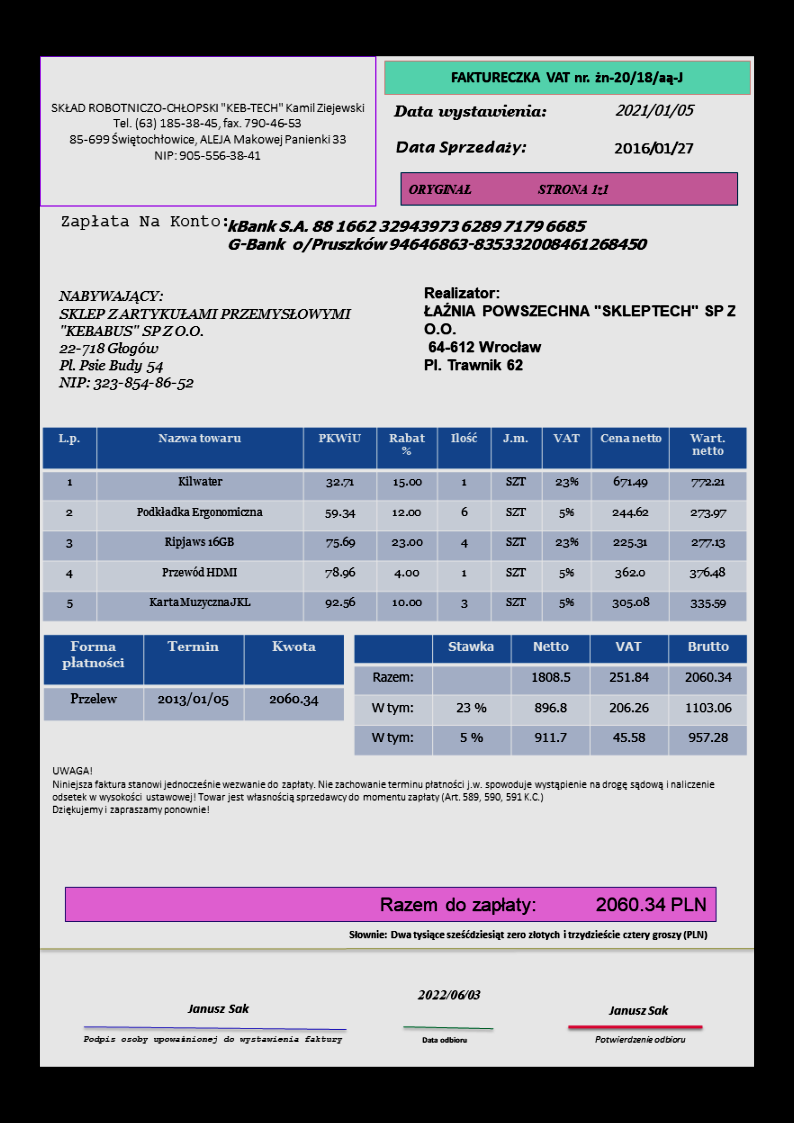 SKŁAD ROBOTNICZO-CHŁOPSKI "KEB-TECH" Kamil Ziejewski
Tel. (63) 185-38-45, fax. 790-46-53
85-699 Świętochłowice, ALEJA Makowej Panienki 33
NIP: 905-556-38-41
FAKTURECZKA VAT nr. żn-20/18/aą-J
Data wystawienia: 2021/01/05
Data Sprzedaży: 2016/01/27
ORYGINAŁ STRONA 1z1
Zapłata Na Konto: kBank S.A. 88 1662 32943973 6289 7179 6685
G-Bank o/Pruszków 94646863-835332008461268450
NABYWAJĄCY:
SKLEP Z ARTYKUŁAMI PRZEMYSŁOWYMI
"KEBABUS" SP Z O.O.
22-718 Głogów
Pl. Psie Budy 54
NIP: 323-854-86-52
Realizator:
ŁAŹNIA POWSZECHNA "SKLEPTECH" SP Z
O.O.
64-612 Wrocław
Pl. Trawnik 62
L.p. Nazwa towaru PKWiU Rabat % Ilość J.m. VAT Cena netto Wart. netto
1 Kilwater 32.71 15.00 1 SZT 23% 671.49 772.21
2 Podkładka Ergonomiczna 59.34 12.00 6 SZT 5% 244.62 273.97
3 Ripjaws 16GB 75.69 23.00 4 SZT 23% 225.31 277.13
4 Przewód HDMI 78.96 4.00 1 SZT 5% 362.0 376.48
5 Karta Muzyczna JKL 92.56 10.00 3 SZT 5% 305.08 335.59
Forma płatności Termin Kwota
Przelew 2013/01/05 2060.34
Stawka Netto VAT Brutto
Razem: 1808.5 251.84 2060.34
W tym: 23 % 896.8 206.26 1103.06
W tym: 5 % 911.7 45.58 957.28
UWAGA!
Niniejsza faktura stanowi jednocześnie wezwanie do zapłaty. Nie zachowanie terminu płatności j.w. spowoduje wystąpienie na drogę sądową i naliczenie
odsetek w wysokości ustawowej! Towar jest własnością sprzedawcy do momentu zapłaty (Art. 589, 590, 591 K.C.)
Dziękujemy i zapraszamy ponownie!
Razem do zapłaty: 2060.34 PLN
Słownie: Dwa tysiące sześćdziesiąt zero złotych i trzydzieście cztery groszy (PLN)
Janusz Sak
2022/06/03
Janusz Sak
Podpis osoby upoważnionej do wystawienia faktury
Data odbioru
Potwierdzenie odbioru